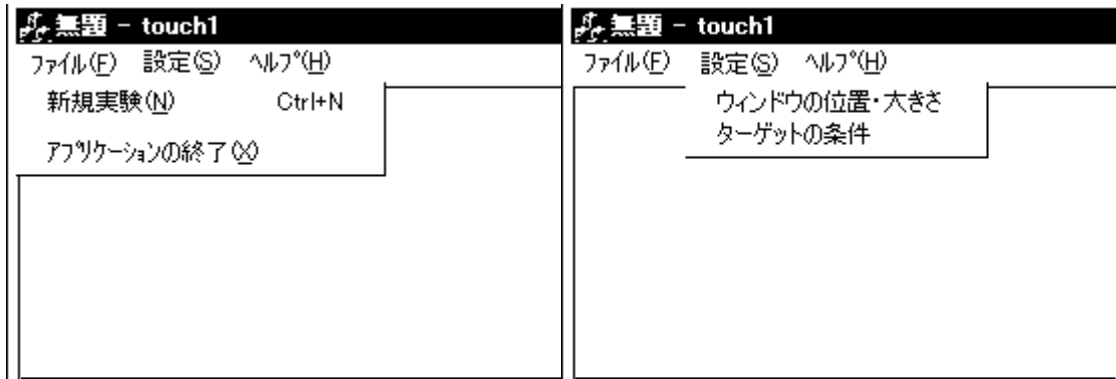 無題 - touch1
ﾌｧｲﾙ(F) 設定(S) ﾍﾙﾌﾟ(H)
新規実験(N) Ctrl+N
ｱﾌﾟﾘｹｰｼｮﾝの終了(X)
無題 - touch1
ﾌｧｲﾙ(F) 設定(S) ﾍﾙﾌﾟ(H)
ウィンドウの位置・大きさ
ターゲットの条件